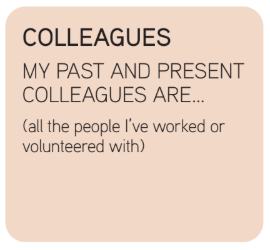 COLLEAGUES
MY PAST AND PRESENT
COLLEAGUES ARE...
(all the people I've worked or
volunteered with)